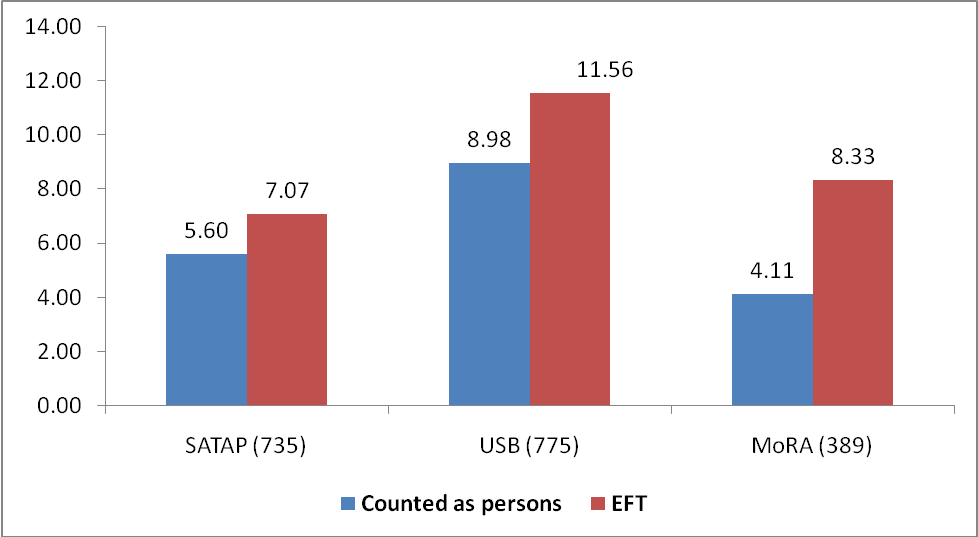 14.00
12.00
10.00
8.00
6.00
4.00
2.00
0.00
5.60
7.07
8.98
11.56
4.11
8.33
SATAP (735)
USB (775)
MoRA (389)
Counted as persons
EFT